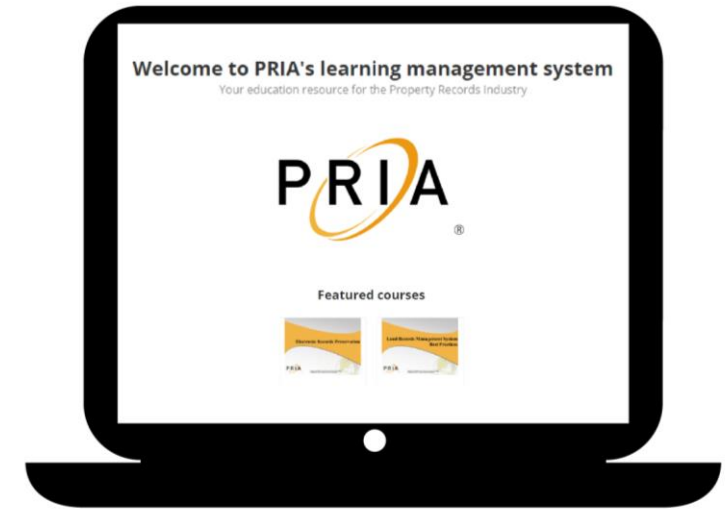 Welcome to PRIA's learning management system
Your education resource for the Property Records Industry
PRIA
®
Featured courses
Electronic Records Preservation
Land Records Management System
Best Practices
PRIA
PRIA